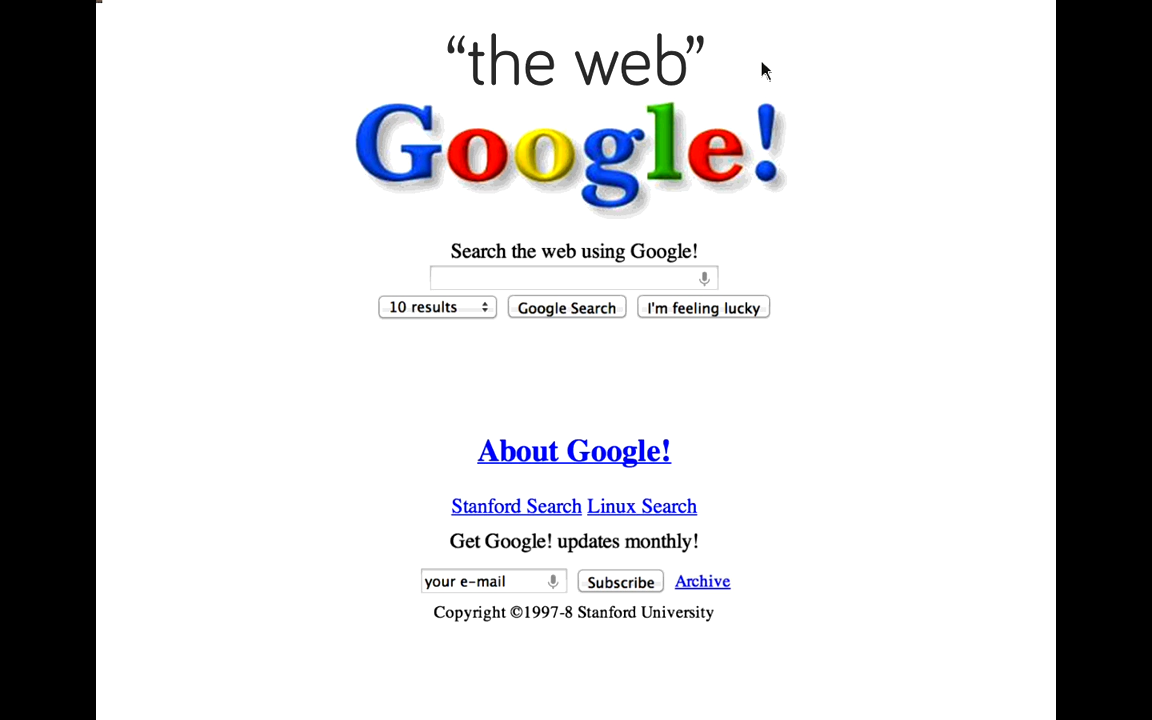 “the web”
Google!
Search the web using Google!
10 results Google Search I'm feeling lucky
About Google!
Stanford Search Linux Search
Get Google! updates monthly!
your e-mail Subscribe Archive
Copyright ©1997-8 Stanford University